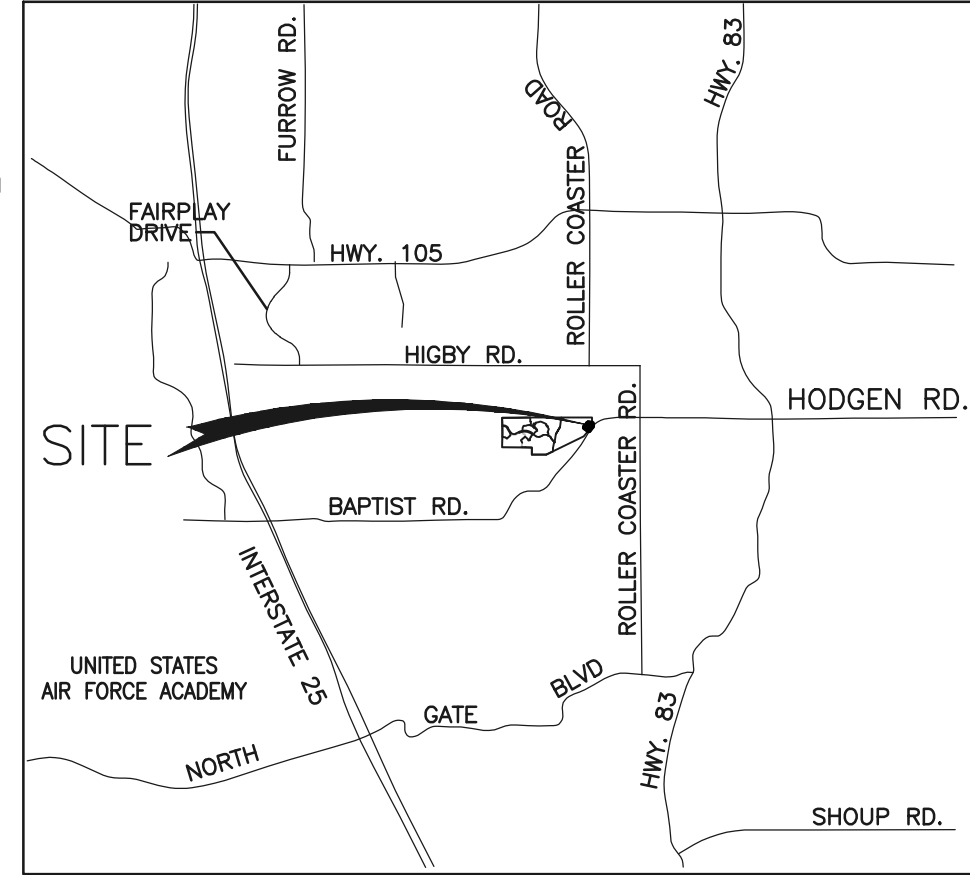 FURROW RD.
HWY. 83
ROAD
ROLLER COASTER
FAIRPLAY
DRIVE
HWY. 105
HIGBY RD.
HODGEN RD.
SITE
ROLLER COASTER RD.
BAPTIST RD.
INTERSTATE 25
UNITED STATES
AIR FORCE ACADEMY
NORTH
GATE
BLVD
HWY. 83
SHOUP RD.